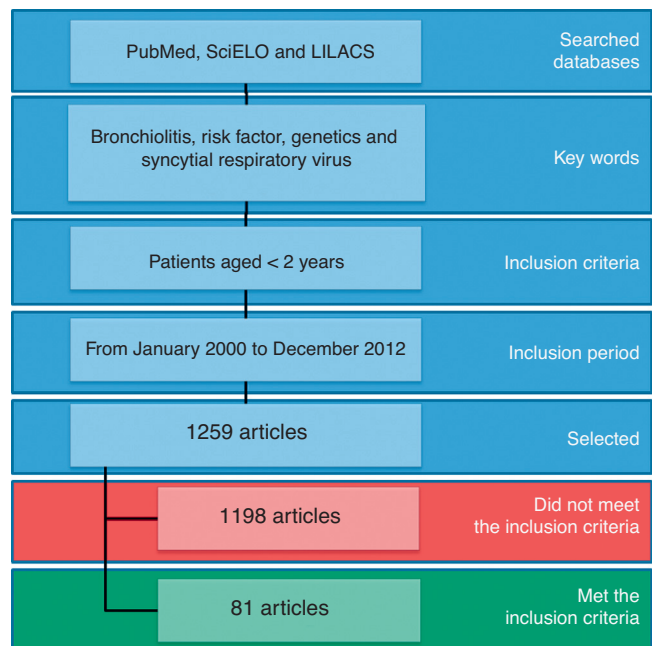 PubMed, SciELO and LILACS
Searched
databases
Bronchiolitis, risk factor, genetics and
syncytial respiratory virus
Key words
Patients aged < 2 years
Inclusion criteria
From January 2000 to December 2012
Inclusion period
1259 articles
Selected
1198 articles
Did not meet
the inclusion criteria
81 articles
Met the
inclusion criteria